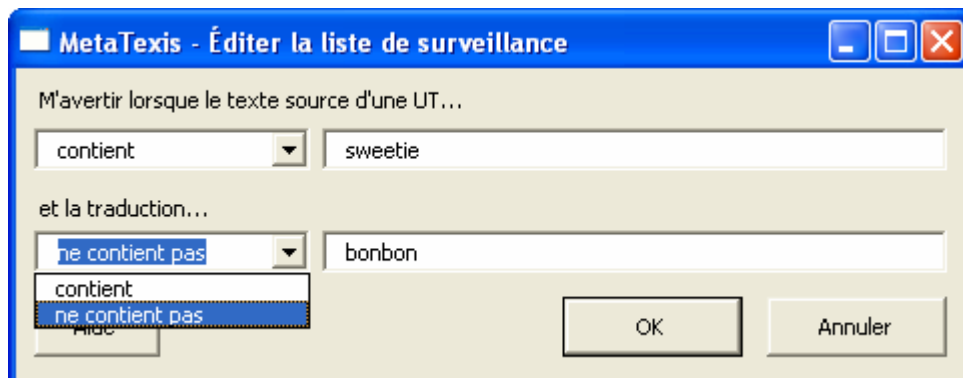 MetaTexis - Éditer la liste de surveillance
M'avertir lorsque le texte source d'une UT...
contient sweetie
et la traduction...
ne contient pas bonbon
contient
ne contient pas
Aide OK Annuler